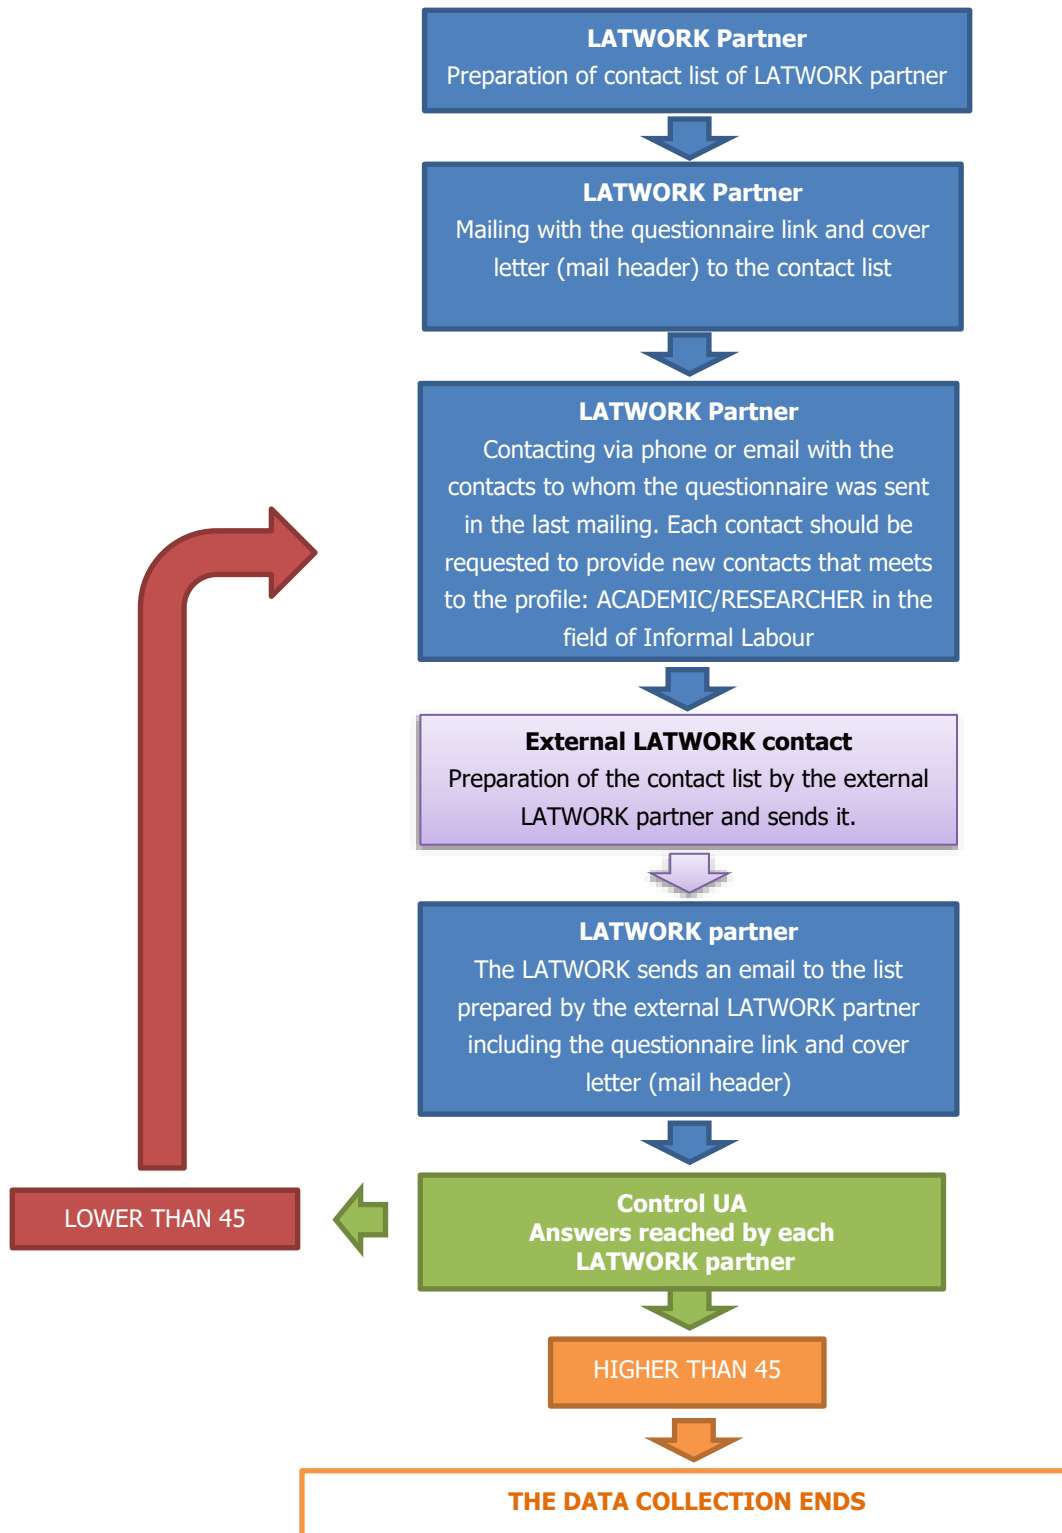 LATWORK Partner
Preparation of contact list of LATWORK partner
LATWORK Partner
Mailing with the questionnaire link and cover
letter (mail header) to the contact list
LATWORK Partner
Contacting via phone or email with the
contacts to whom the questionnaire was sent
in the last mailing. Each contact should be
requested to provide new contacts that meets
to the profile: ACADEMIC/RESEARCHER in the
field of Informal Labour
External LATWORK contact
Preparation of the contact list by the external
LATWORK partner and sends it.
LATWORK partner
The LATWORK sends an email to the list
prepared by the external LATWORK partner
including the questionnaire link and cover
letter (mail header)
Control UA
Answers reached by each
LATWORK partner
LOWER THAN 45
HIGHER THAN 45
THE DATA COLLECTION ENDS